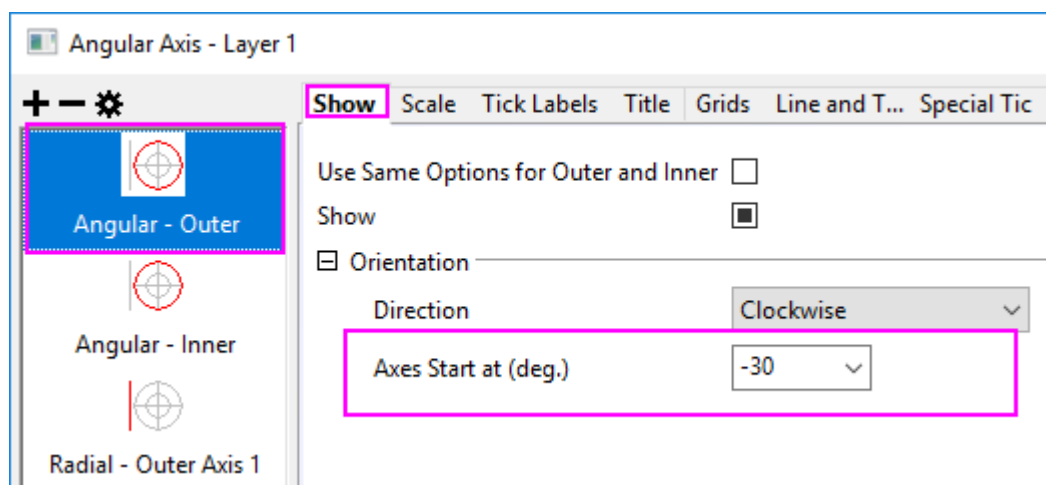 Angular Axis - Layer 1
Show Scale Tick Labels Title Grids Line and T... Special Tic
Use Same Options for Outer and Inner
Angular - Outer
Show
Orientation
Direction Clockwise
Angular - Inner
Axes Start at (deg.) -30
Radial - Outer Axis 1